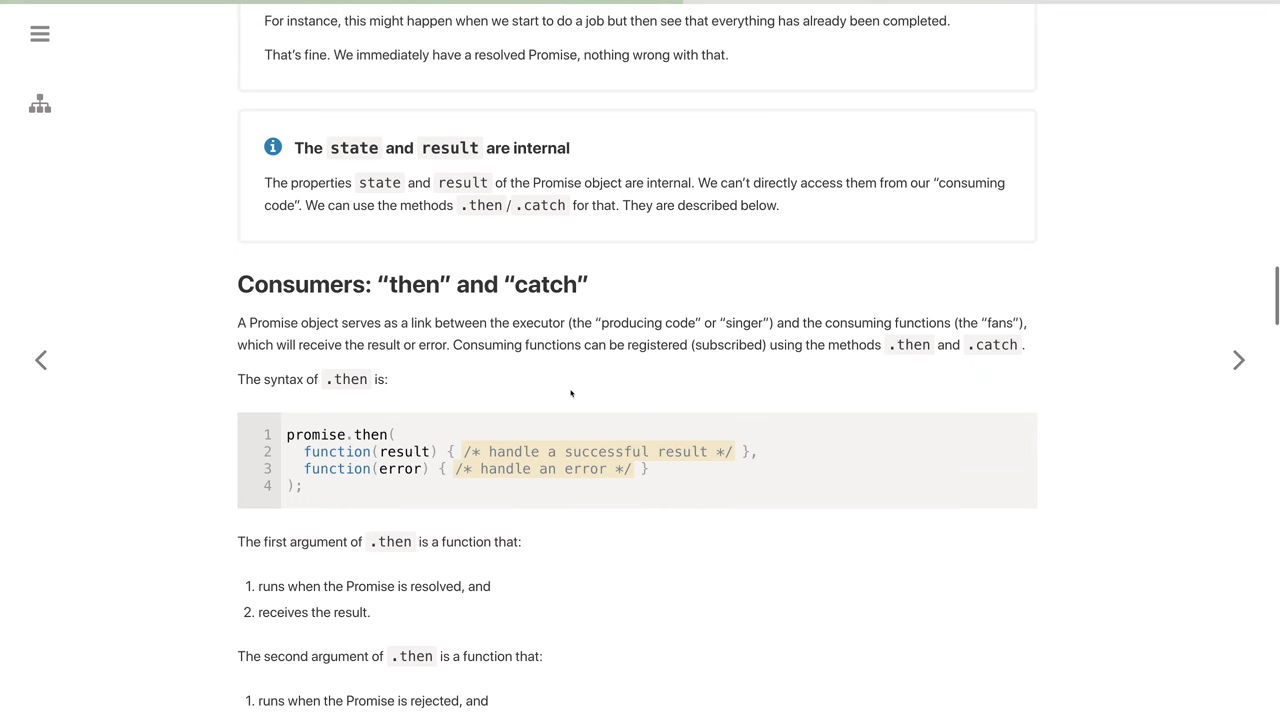 For instance, this might happen when we start to do a job but then see that everything has already been completed.
That’s fine. We immediately have a resolved Promise, nothing wrong with that.
The state and result are internal
The properties state and result of the Promise object are internal. We can’t directly access them from our “consuming
code”. We can use the methods .then/.catch for that. They are described below.
Consumers: “then” and “catch”
A Promise object serves as a link between the executor (the “producing code” or “singer”) and the consuming functions (the “fans”),
which will receive the result or error. Consuming functions can be registered (subscribed) using the methods .then and .catch.
The syntax of .then is:
1 promise.then(
2   function(result) { /* handle a successful result */ },
3   function(error) { /* handle an error */ }
4 );
The first argument of .then is a function that:
1. runs when the Promise is resolved, and
2. receives the result.
The second argument of .then is a function that:
1. runs when the Promise is rejected, and